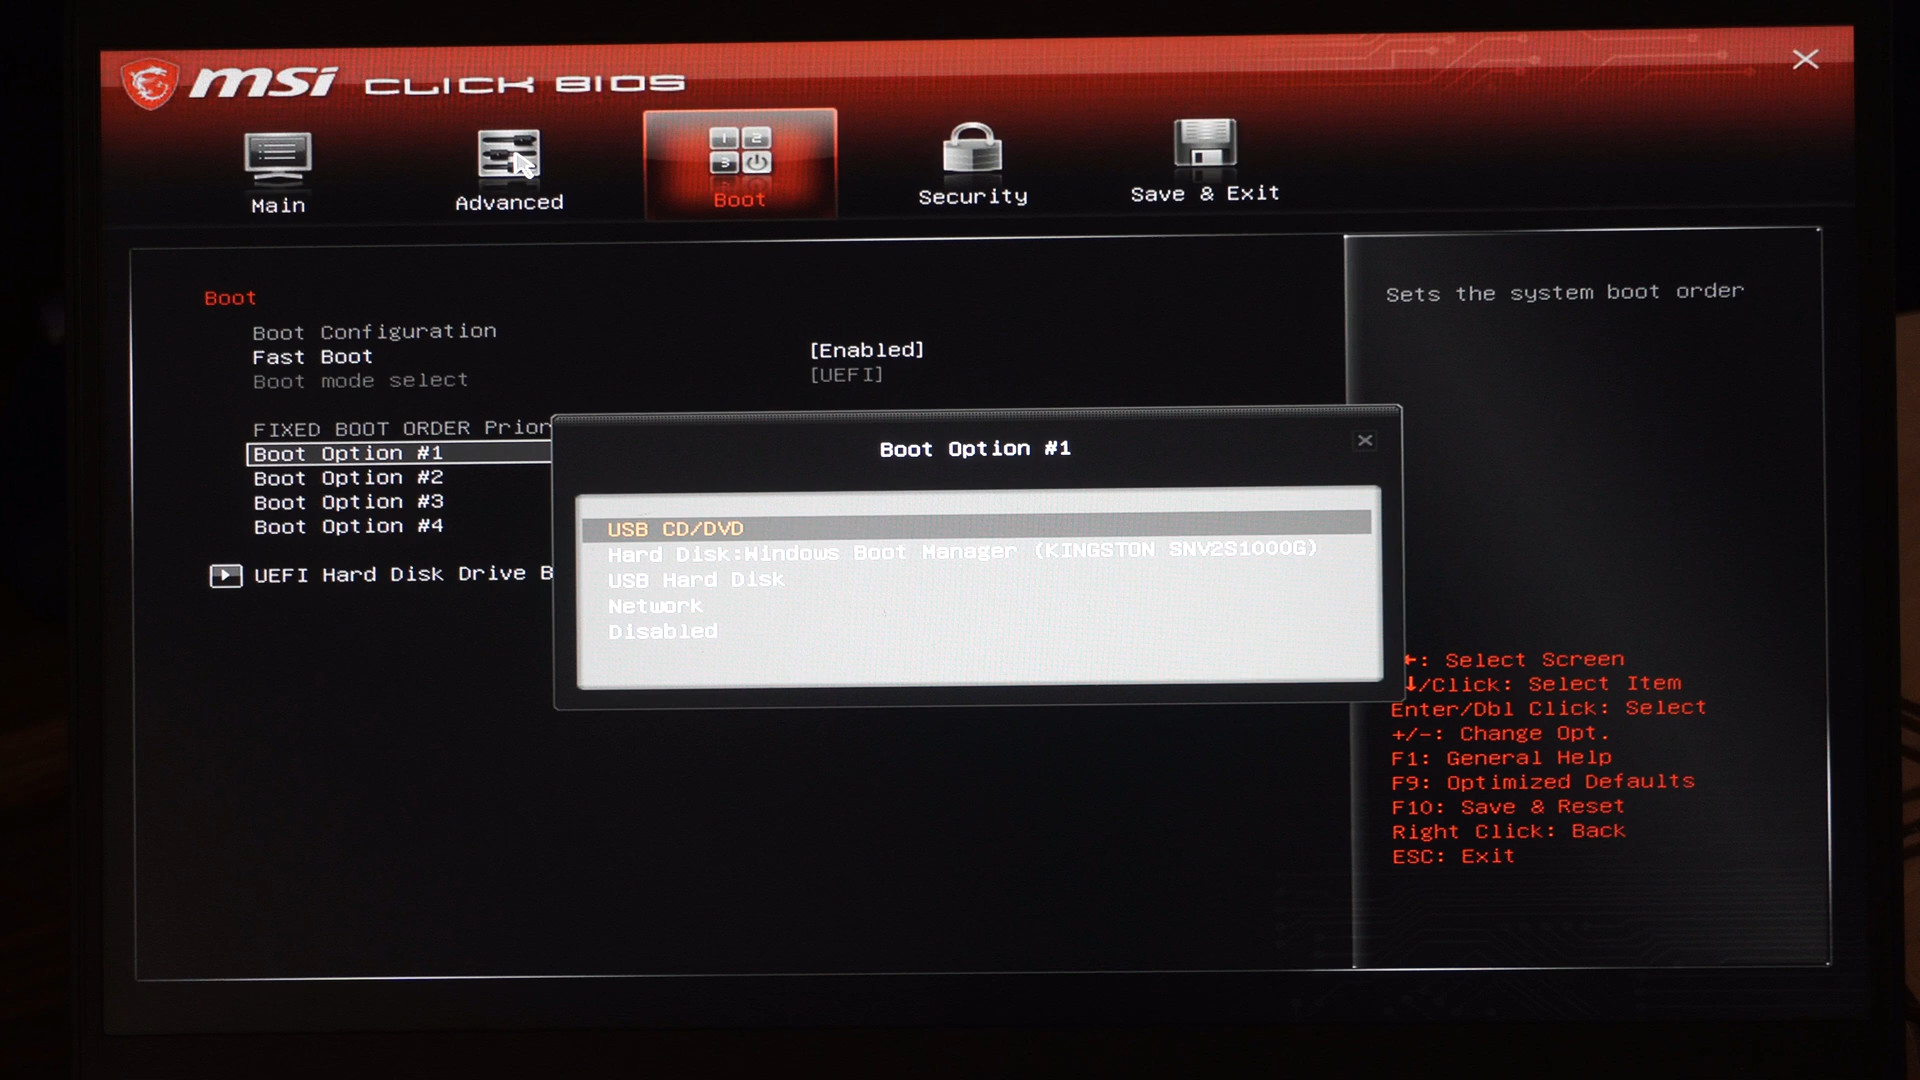 msi CLICK BIOS
Main
Advanced
1 2
3
Boot
Security
Save & Exit
Boot
Boot Configuration
Fast Boot [Enabled]
Boot mode select [UEFI]
FIXED BOOT ORDER Prior
Boot Option #1
Boot Option #2
Boot Option #3
Boot Option #4
UEFI Hard Disk Drive B
Boot Option #1
USB CD/DVD
Hard Disk:Windows Boot Manager (KINGSTON SNV2S1000G)
USB Hard Disk
Network
Disabled
Sets the system boot order
←: Select Screen
↓/Click: Select Item
Enter/Dbl Click: Select
+/-: Change Opt.
F1: General Help
F9: Optimized Defaults
F10: Save & Reset
Right Click: Back
ESC: Exit